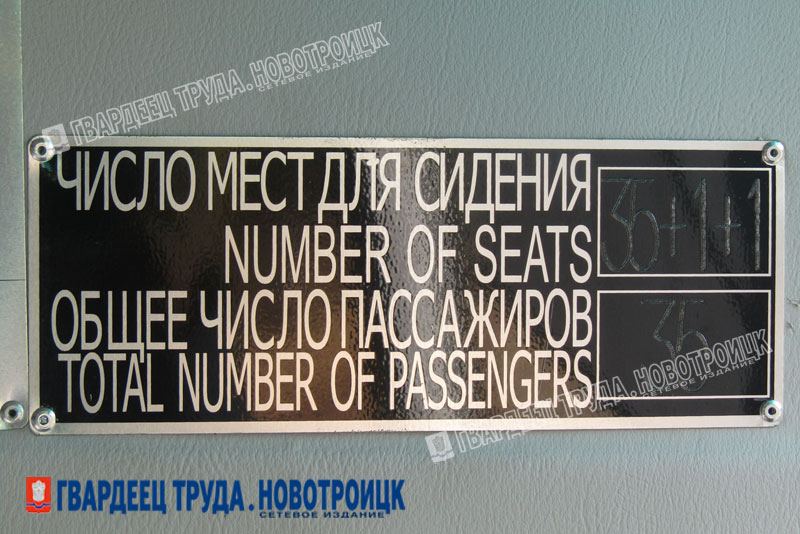 ГВАРДЕЕЦ ТРУДА.НОВОТРОИЦК
СЕТЕВОЕ ИЗДАНИЕ
ЧИСЛО МЕСТ ДЛЯ СИДЕНИЯ 35+1+1
NUMBER OF SEATS
ОБЩЕЕ ЧИСЛО ПАССАЖИРОВ 35
TOTAL NUMBER OF PASSENGERS
ГВАРДЕЕЦ ТРУДА.НОВОТРОИЦК
СЕТЕВОЕ ИЗДАНИЕ
ГВАРДЕЕЦ ТРУДА.НОВОТРОИЦК
СЕТЕВОЕ ИЗДАНИЕ